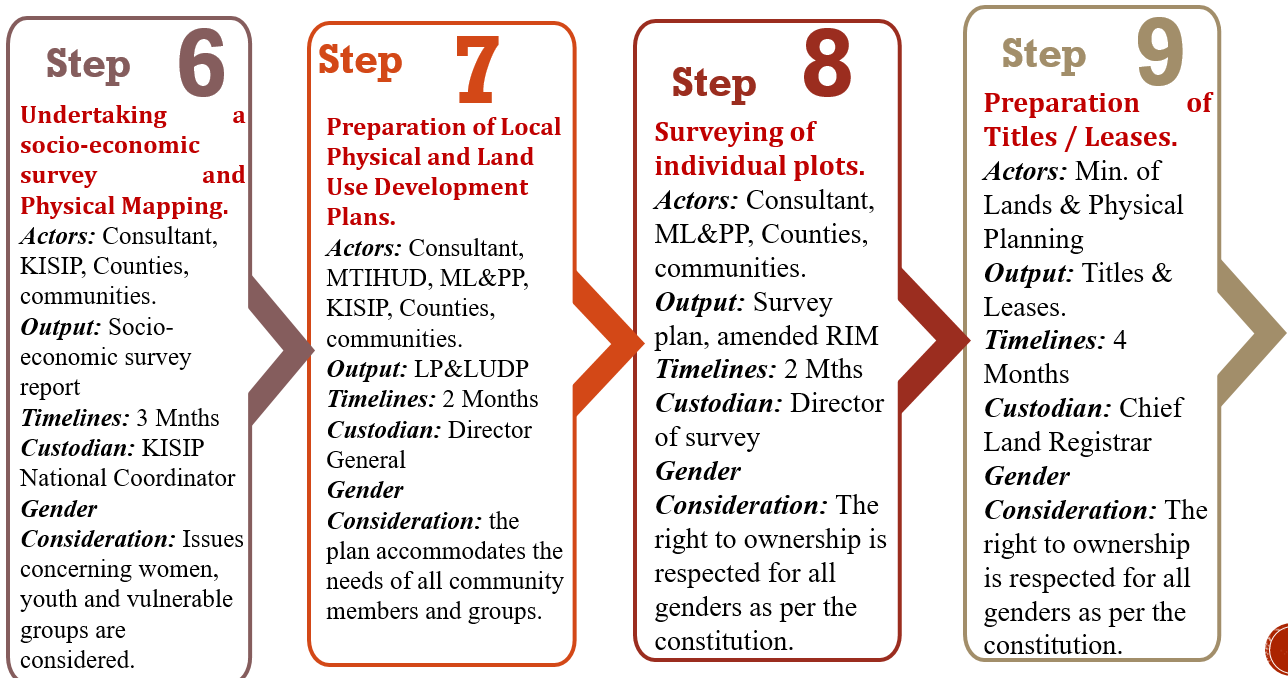 Step 6
Undertaking a
socio-economic
survey and
Physical Mapping.
Actors: Consultant,
KISIP, Counties,
communities.
Output: Socio-
economic survey
report
Timelines: 3 Mnths
Custodian: KISIP
National Coordinator
Gender
Consideration: Issues
concerning women,
youth and vulnerable
groups are
considered.
Step 7
Preparation of Local
Physical and Land
Use Development
Plans.
Actors: Consultant,
MTIHUD, ML&PP,
KISIP, Counties,
communities.
Output: LP&LUDP
Timelines: 2 Months
Custodian: Director
General
Gender
Consideration: the
plan accommodates the
needs of all community
members and groups.
Step 8
Surveying of
individual plots.
Actors: Consultant,
ML&PP, Counties,
communities.
Output: Survey
plan, amended RIM
Timelines: 2 Mths
Custodian: Director
of survey
Gender
Consideration: The
right to ownership is
respected for all
genders as per the
constitution.
Step 9
Preparation of
Titles / Leases.
Actors: Min. of
Lands & Physical
Planning
Output: Titles &
Leases.
Timelines: 4
Months
Custodian: Chief
Land Registrar
Gender
Consideration: The
right to ownership
is respected for all
genders as per the
constitution.